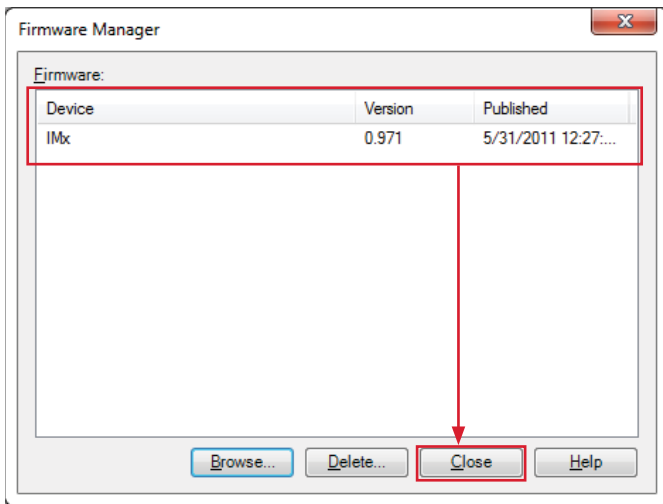 Firmware Manager
x
Firmware:
Device Version Published
IMx 0.971 5/31/2011 12:27:...
Browse... Delete... Close Help